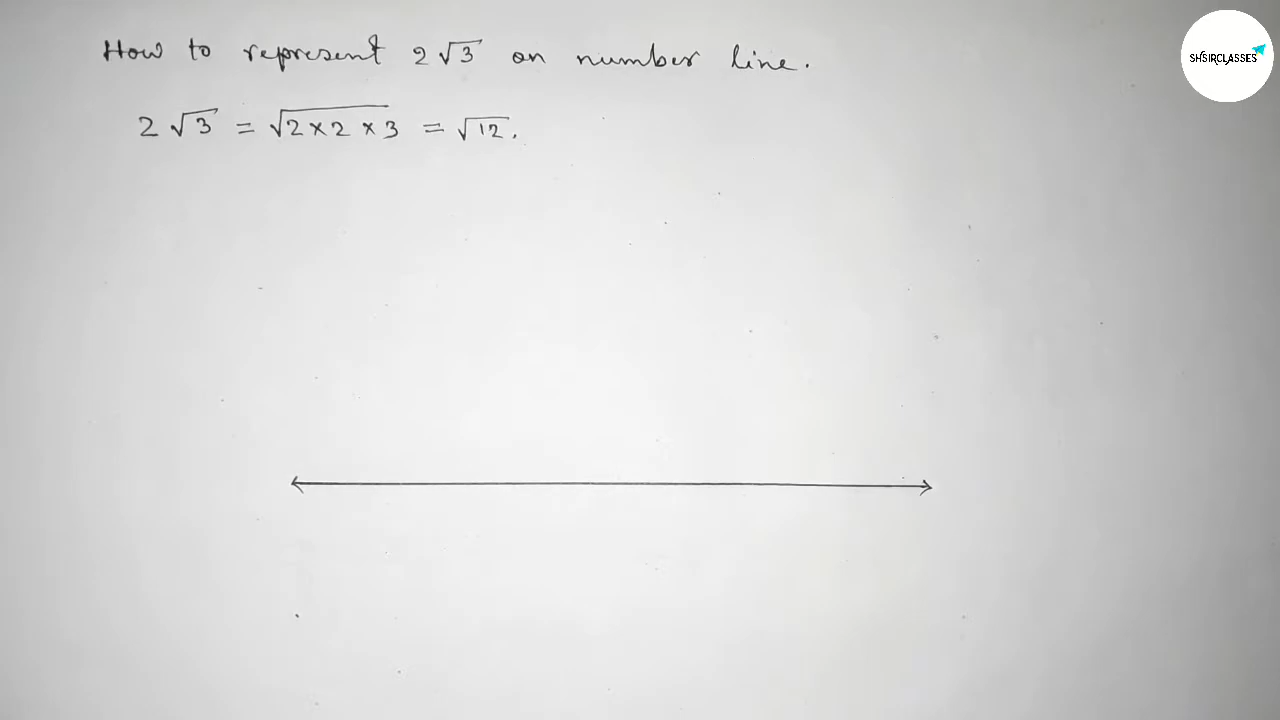 How to represent 2√3 on number line.
2√3 = √2×2×3 = √12.
SHSIRCLASSES